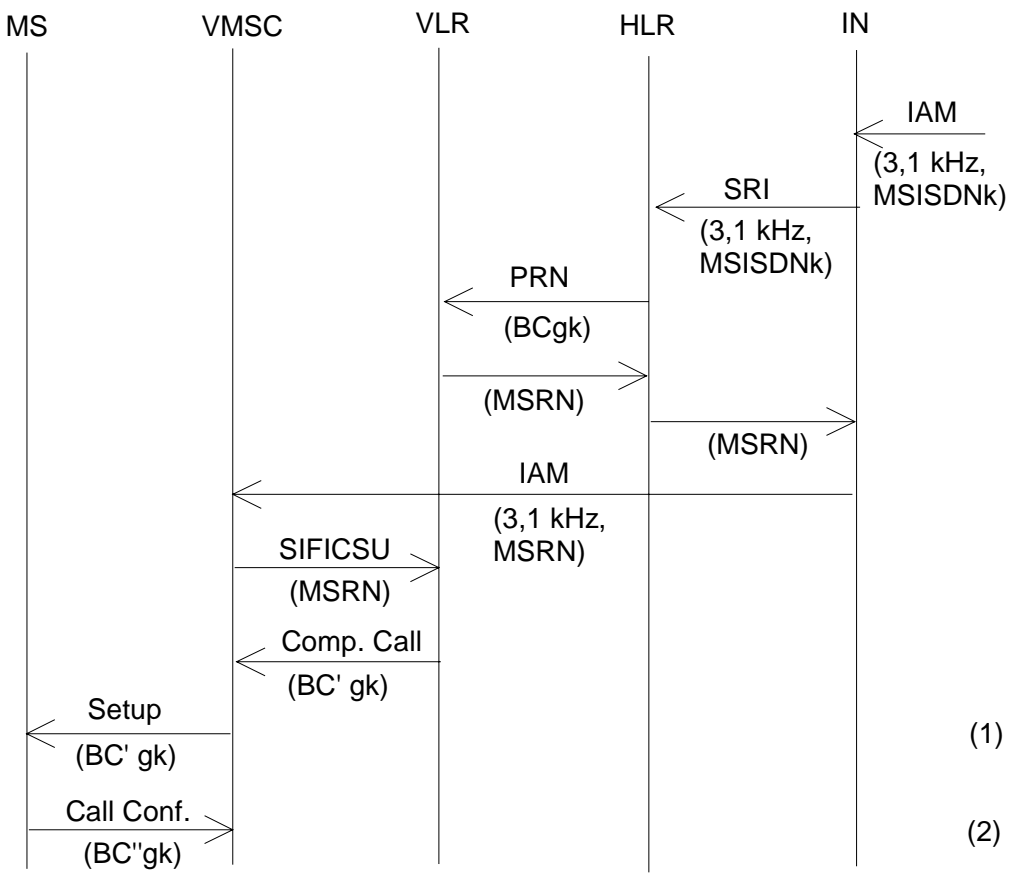 MS VMSC VLR HLR IN
IAM
(3,1 kHz,
MSISDNk)
SRI
(3,1 kHz,
MSISDNk)
PRN
(BCgk)
(MSRN)
(MSRN)
IAM
(3,1 kHz,
MSRN)
SIFICSU
(MSRN)
Comp. Call
(BC' gk)
Setup
(BC' gk)
(1)
Call Conf.
(BC"gk)
(2)